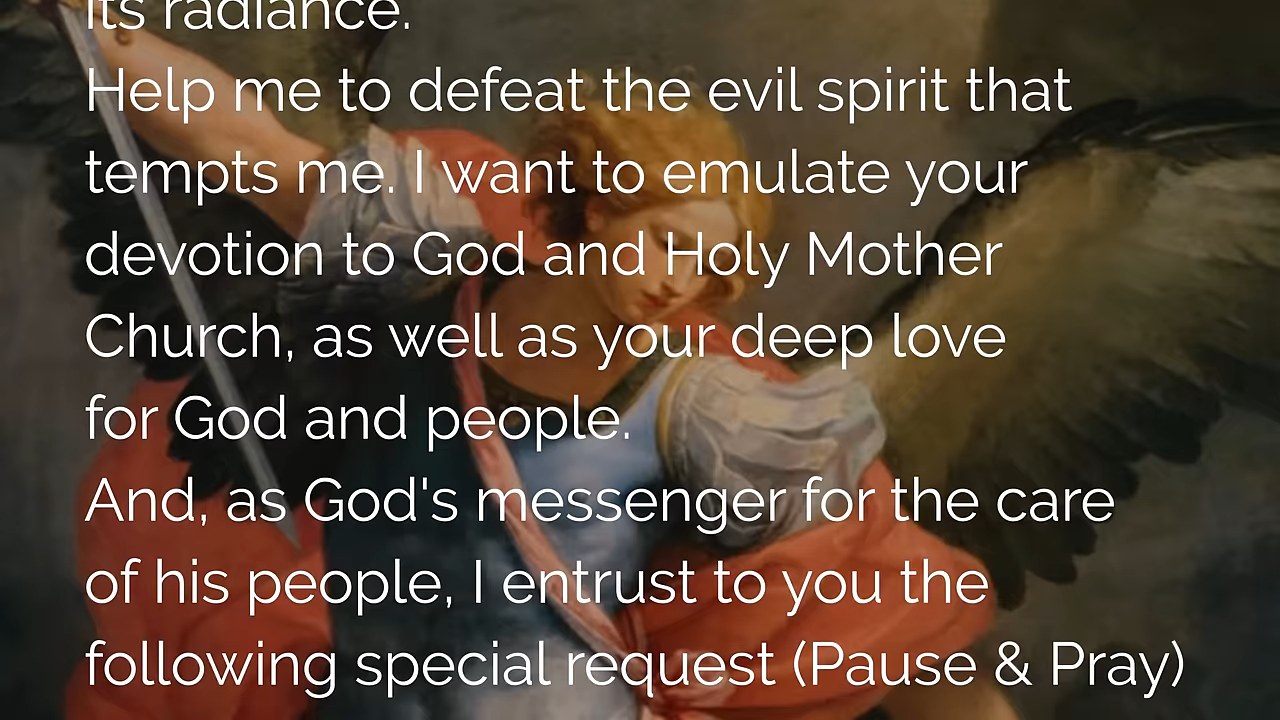 its radiance.
Help me to defeat the evil spirit that
tempts me. I want to emulate your
devotion to God and Holy Mother
Church, as well as your deep love
for God and people.
And, as God's messenger for the care
of his people, I entrust to you the
following special request (Pause & Pray)